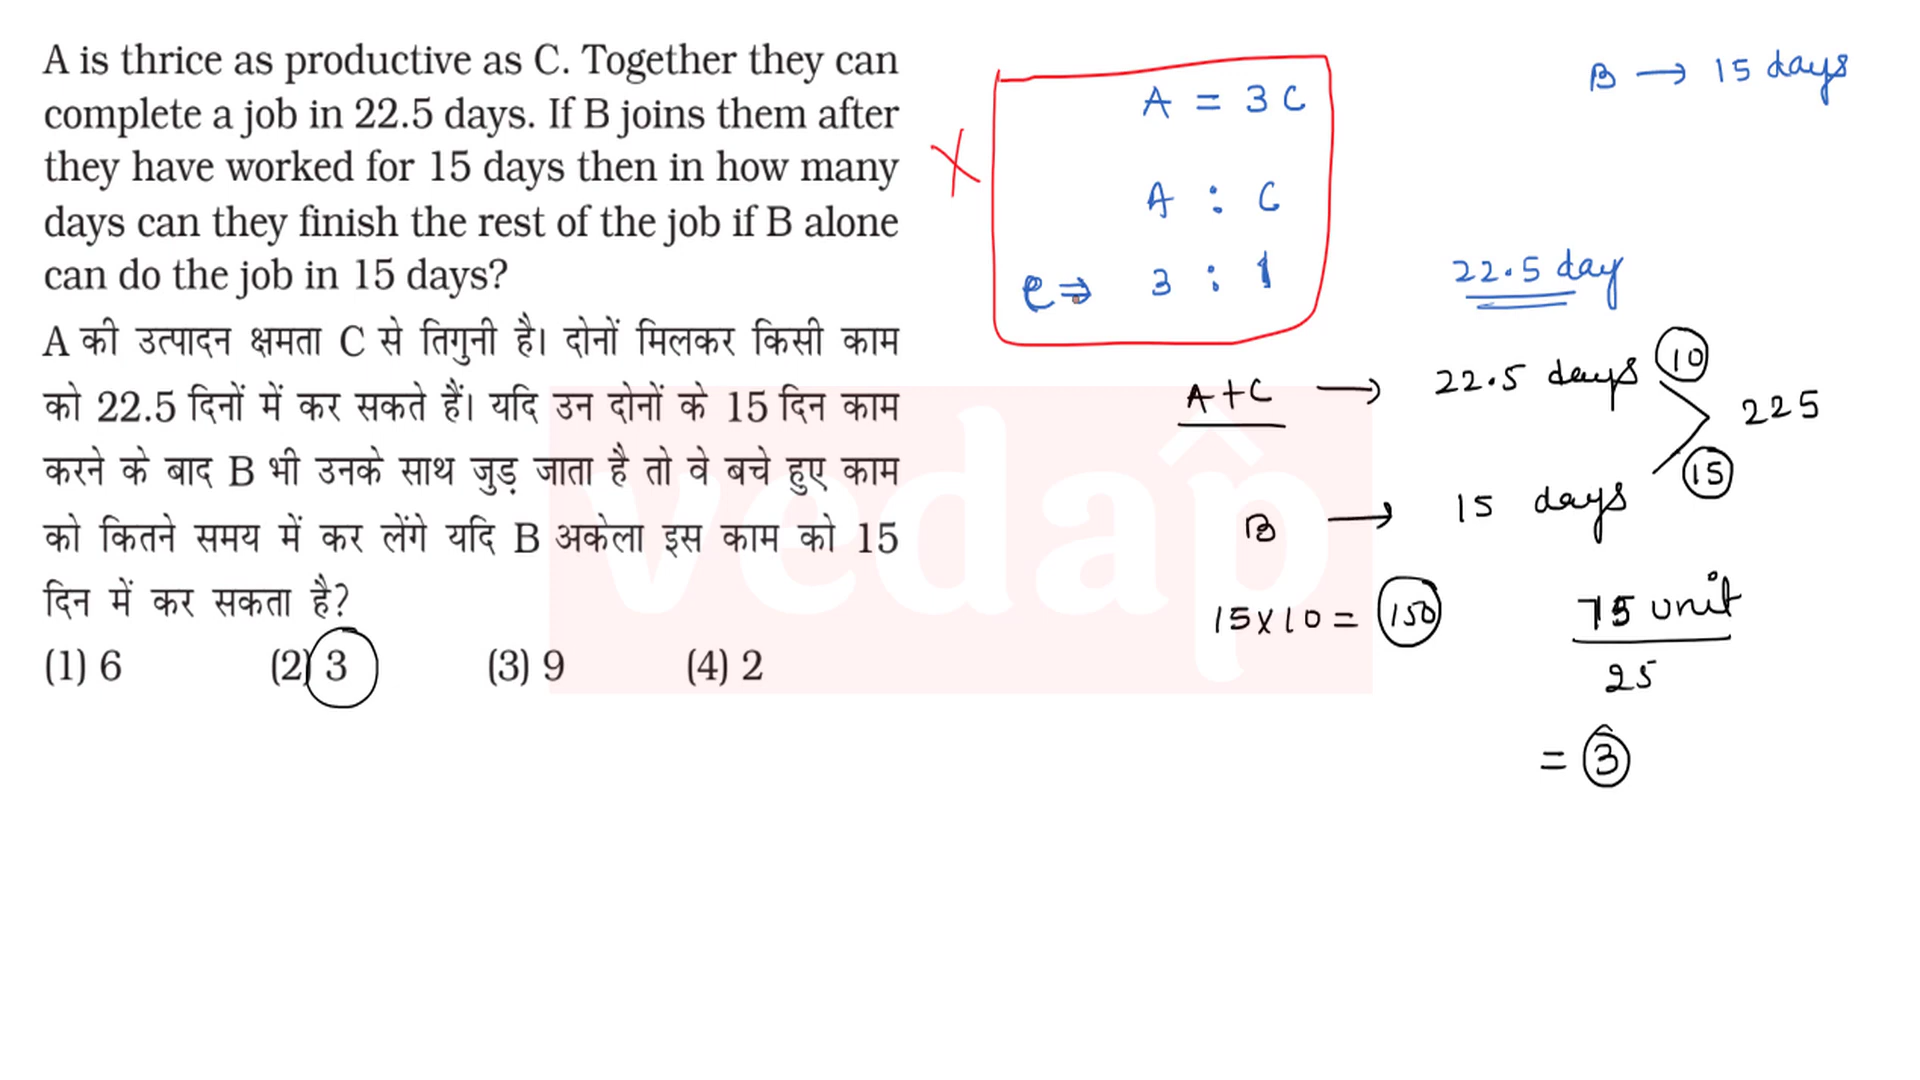 A is thrice as productive as C. Together they can
complete a job in 22.5 days. If B joins them after
they have worked for 15 days then in how many
days can they finish the rest of the job if B alone
can do the job in 15 days?
A की उत्पादन क्षमता C से तिगुनी है। दोनों मिलकर किसी काम
को 22.5 दिनों में कर सकते हैं। यदि उन दोनों के 15 दिन काम
करने के बाद B भी उनके साथ जुड़ जाता है तो वे बचे हुए काम
को कितने समय में कर लेंगे यदि B अकेला इस काम को 15
दिन में कर सकता है?
(1) 6 (2) 3 (3) 9 (4) 2
X
A = 3 C
A : C
e ⇒ 3 : 1
B → 15 days
22.5 day
A+C → 22.5 days 10
225
B → 15 days 15
15 x 10 = 150
75 unit
25
= 3
vedap